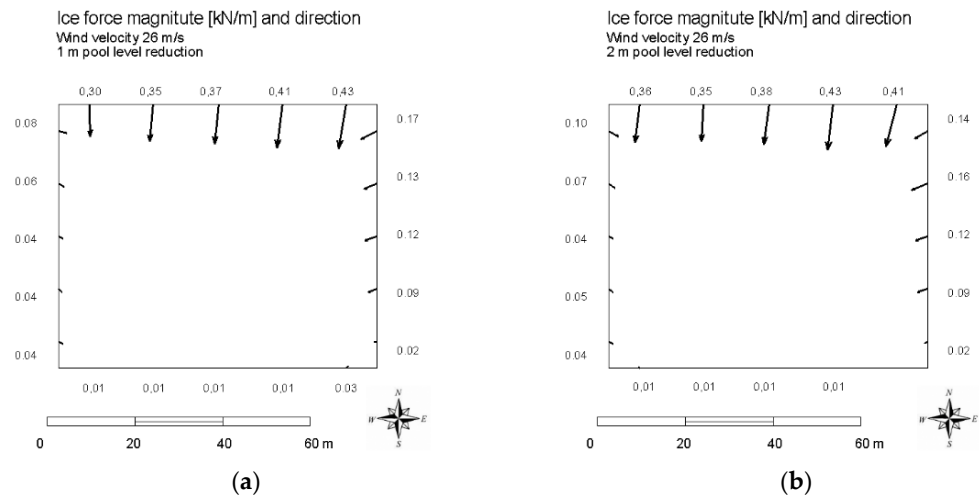 Ice force magnitute [kN/m] and direction
Wind velocity 26 m/s
1 m pool level reduction
0,30 0,35 0,37 0,41 0,43
0.08 0.17
0.06 0.13
0.04 0.12
0.04 0.09
0.04 0.02
0,01 0,01 0,01 0,01 0.03
N
W E
S
0 20 40 60 m
(a)
Ice force magnitute [kN/m] and direction
Wind velocity 26 m/s
2 m pool level reduction
0,36 0,35 0,38 0,43 0,41
0.10 0.14
0.07 0.16
0.04 0.12
0.05 0.09
0.04 0.02
0,01 0,01 0,01 0,01
N
W E
S
0 20 40 60 m
(b)